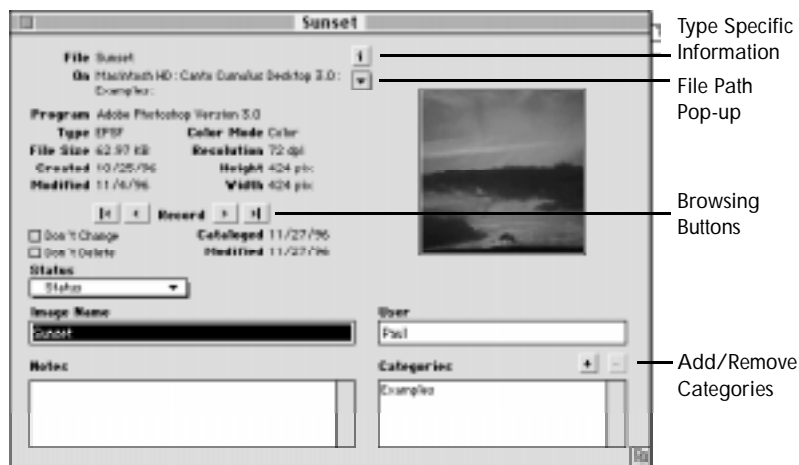 Sunset
File Sunset
On Macintosh HD : Canto Cumulus Desktop 3.0 :
Examples:
Program Adobe Photoshop Version 3.0
Type EPSF
Color Mode Color
File Size 62.97 KB
Resolution 72 dpi
Created 10/25/96
Height 424 pix
Modified 11/4/96
Width 424 pix
Record
Don't Change
Cataloged 11/27/96
Don't Delete
Modified 11/27/96
Status
Status
Image Name
Sunset
User
Paul
Notes
Categories
+ -
Examples
Type Specific
Information
File Path
Pop-up
Browsing
Buttons
Add/Remove
Categories